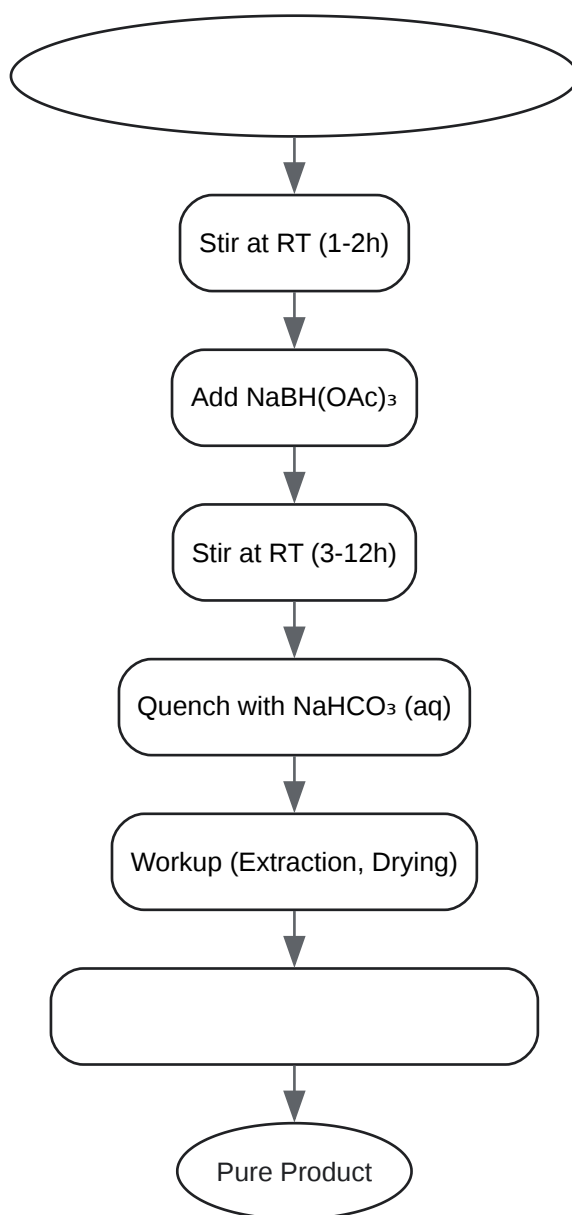 Stir at RT (1-2h)
Add NaBH(OAc)₃
Stir at RT (3-12h)
Quench with NaHCO₃ (aq)
Workup (Extraction, Drying)
Pure Product